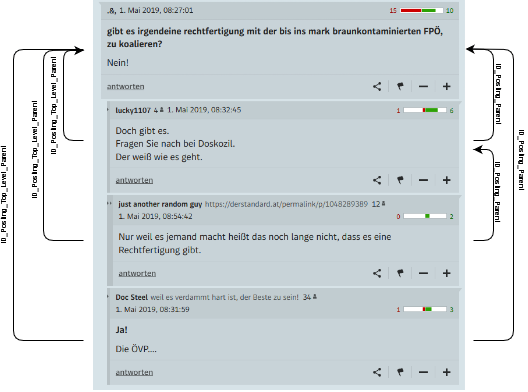 , 1. Mai 2019, 08:27:01
15 10
gibt es irgendeine rechtfertigung mit der bis ins mark braunkontaminierten FPÖ,
zu koalieren?
Nein!
antworten
lucky1107 4 , 1. Mai 2019, 08:32:45
1 6
Doch gibt es.
Fragen Sie nach bei Doskozil.
Der weiß wie es geht.
antworten
just another random guy https://derstandard.at/permalink/p/1048289389 12
1. Mai 2019, 08:54:42
0 2
Nur weil es jemand macht heißt das noch lange nicht, dass es eine
Rechtfertigung gibt.
antworten
Doc Steel weil es verdammt hart ist, der Beste zu sein! 34
1. Mai 2019, 08:31:59
1 3
Ja!
Die ÖVP....
antworten
ID_Posting_Top_Level_Parent
ID_Posting_Top_Level_Parent
ID_Posting_Top_Level_Parent
ID_Posting_Parent
ID_Posting_Parent
ID_Posting_Parent